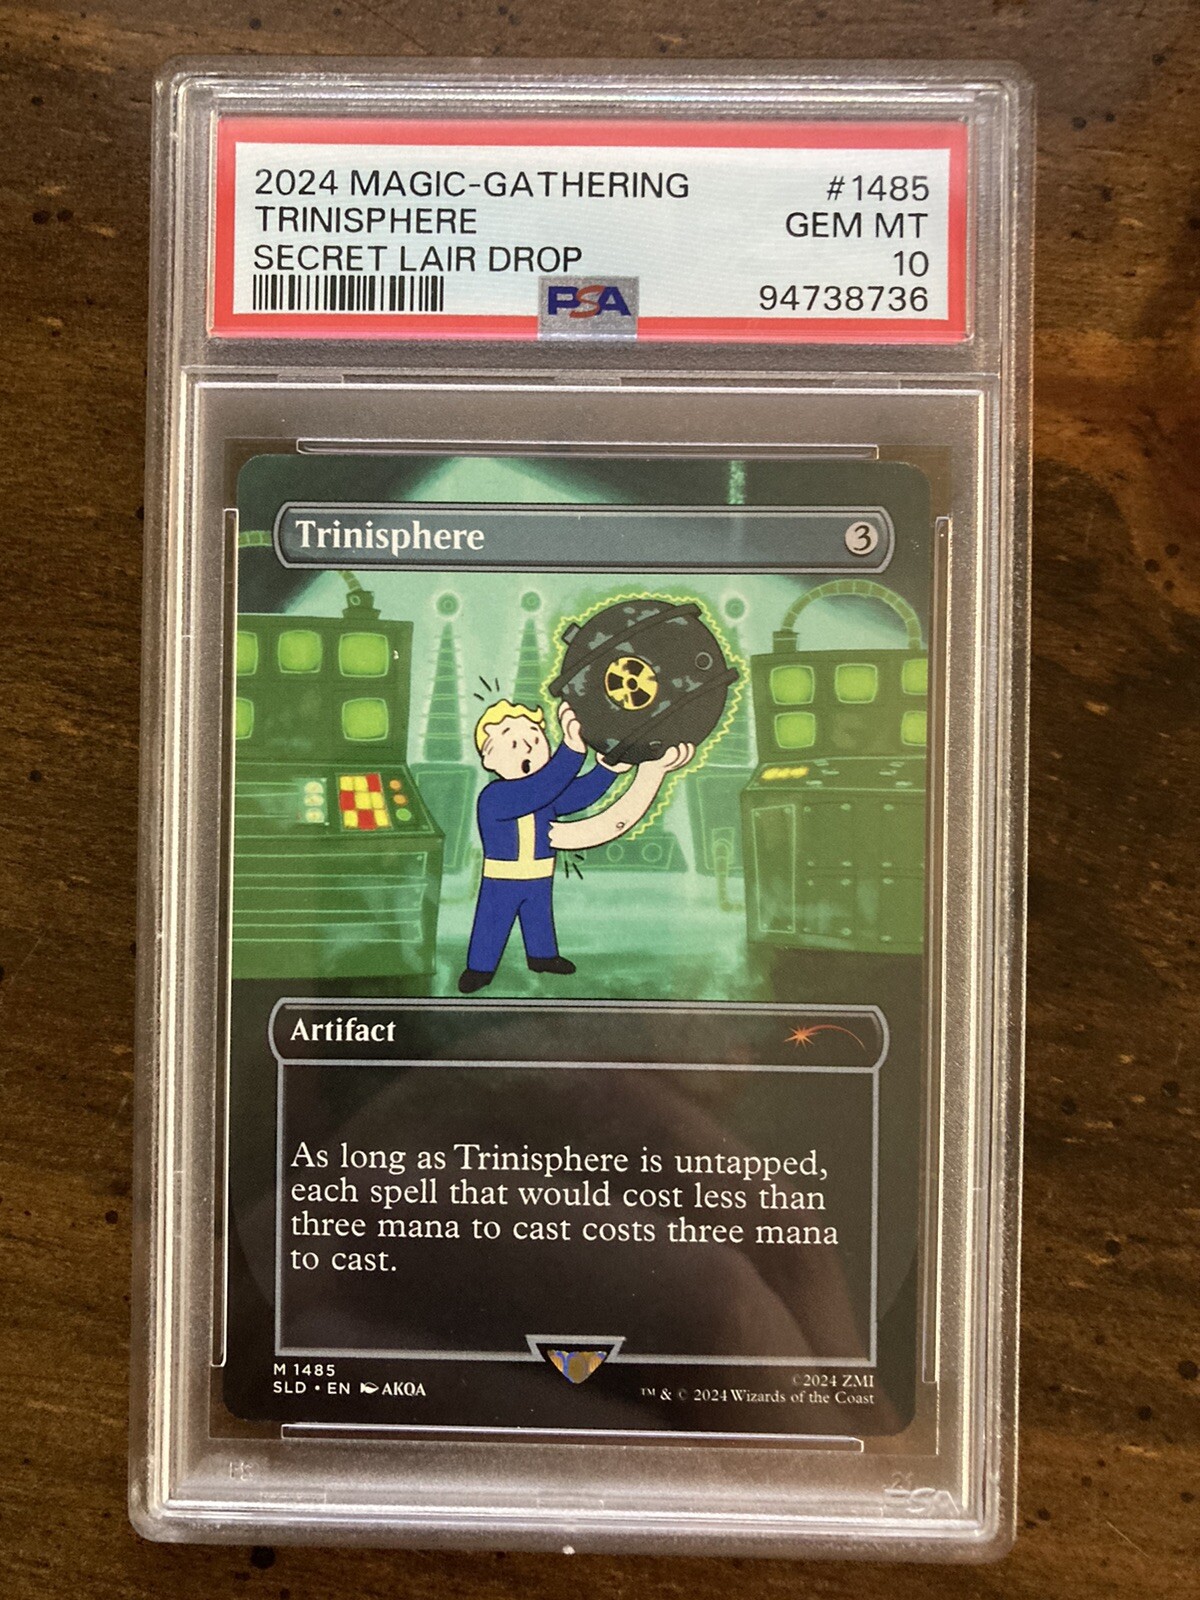 2024 MAGIC-GATHERING #1485
TRINISPHERE GEM MT
SECRET LAIR DROP 10
PSA 94738736
Trinisphere 3
Artifact
As long as Trinisphere is untapped,
each spell that would cost less than
three mana to cast costs three mana
to cast.
M 1485
SLD • EN AKQA
©2024 ZMI
™ & © 2024 Wizards of the Coast
PSA